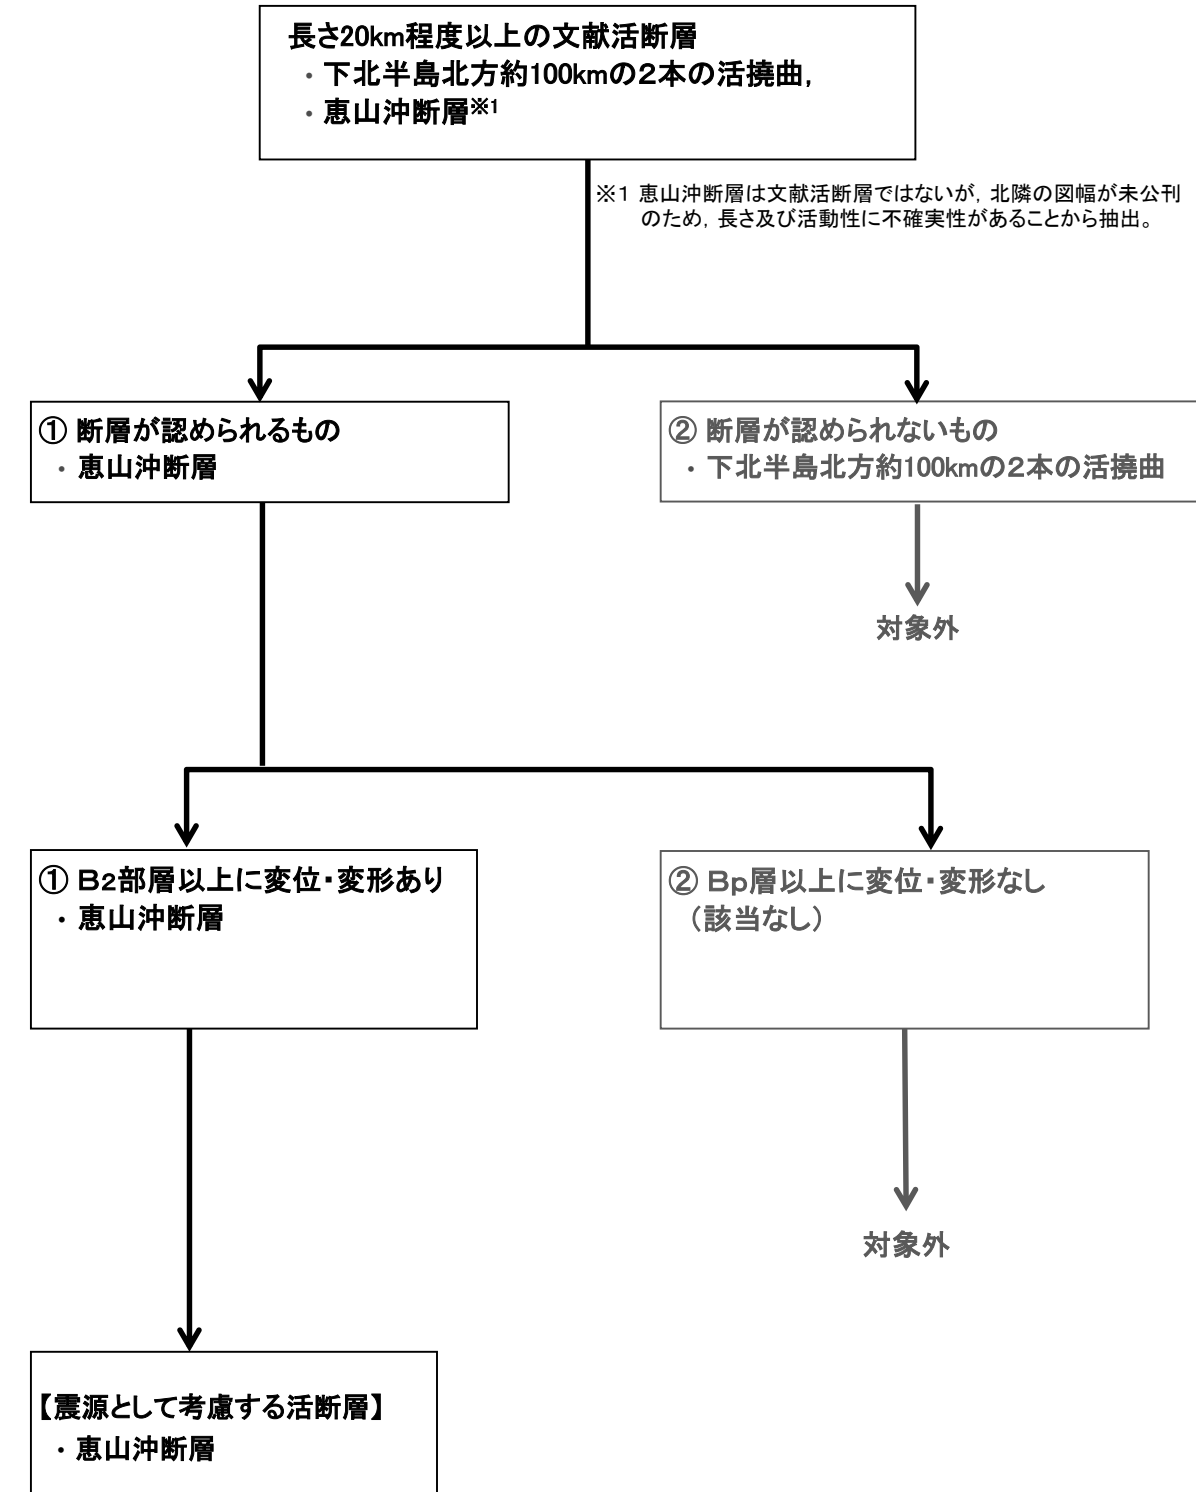 長さ20km程度以上の文献活断層
・下北半島北方約100kmの2本の活撓曲，
・恵山沖断層※1
※1 恵山沖断層は文献活断層ではないが，北隣の図幅が未公刊
のため，長さ及び活動性に不確実性があることから抽出。
① 断層が認められるもの
・恵山沖断層
② 断層が認められないもの
・下北半島北方約100kmの2本の活撓曲
対象外
① B2部層以上に変位・変形あり
・恵山沖断層
② Bp層以上に変位・変形なし
（該当なし）
対象外
【震源として考慮する活断層】
・恵山沖断層